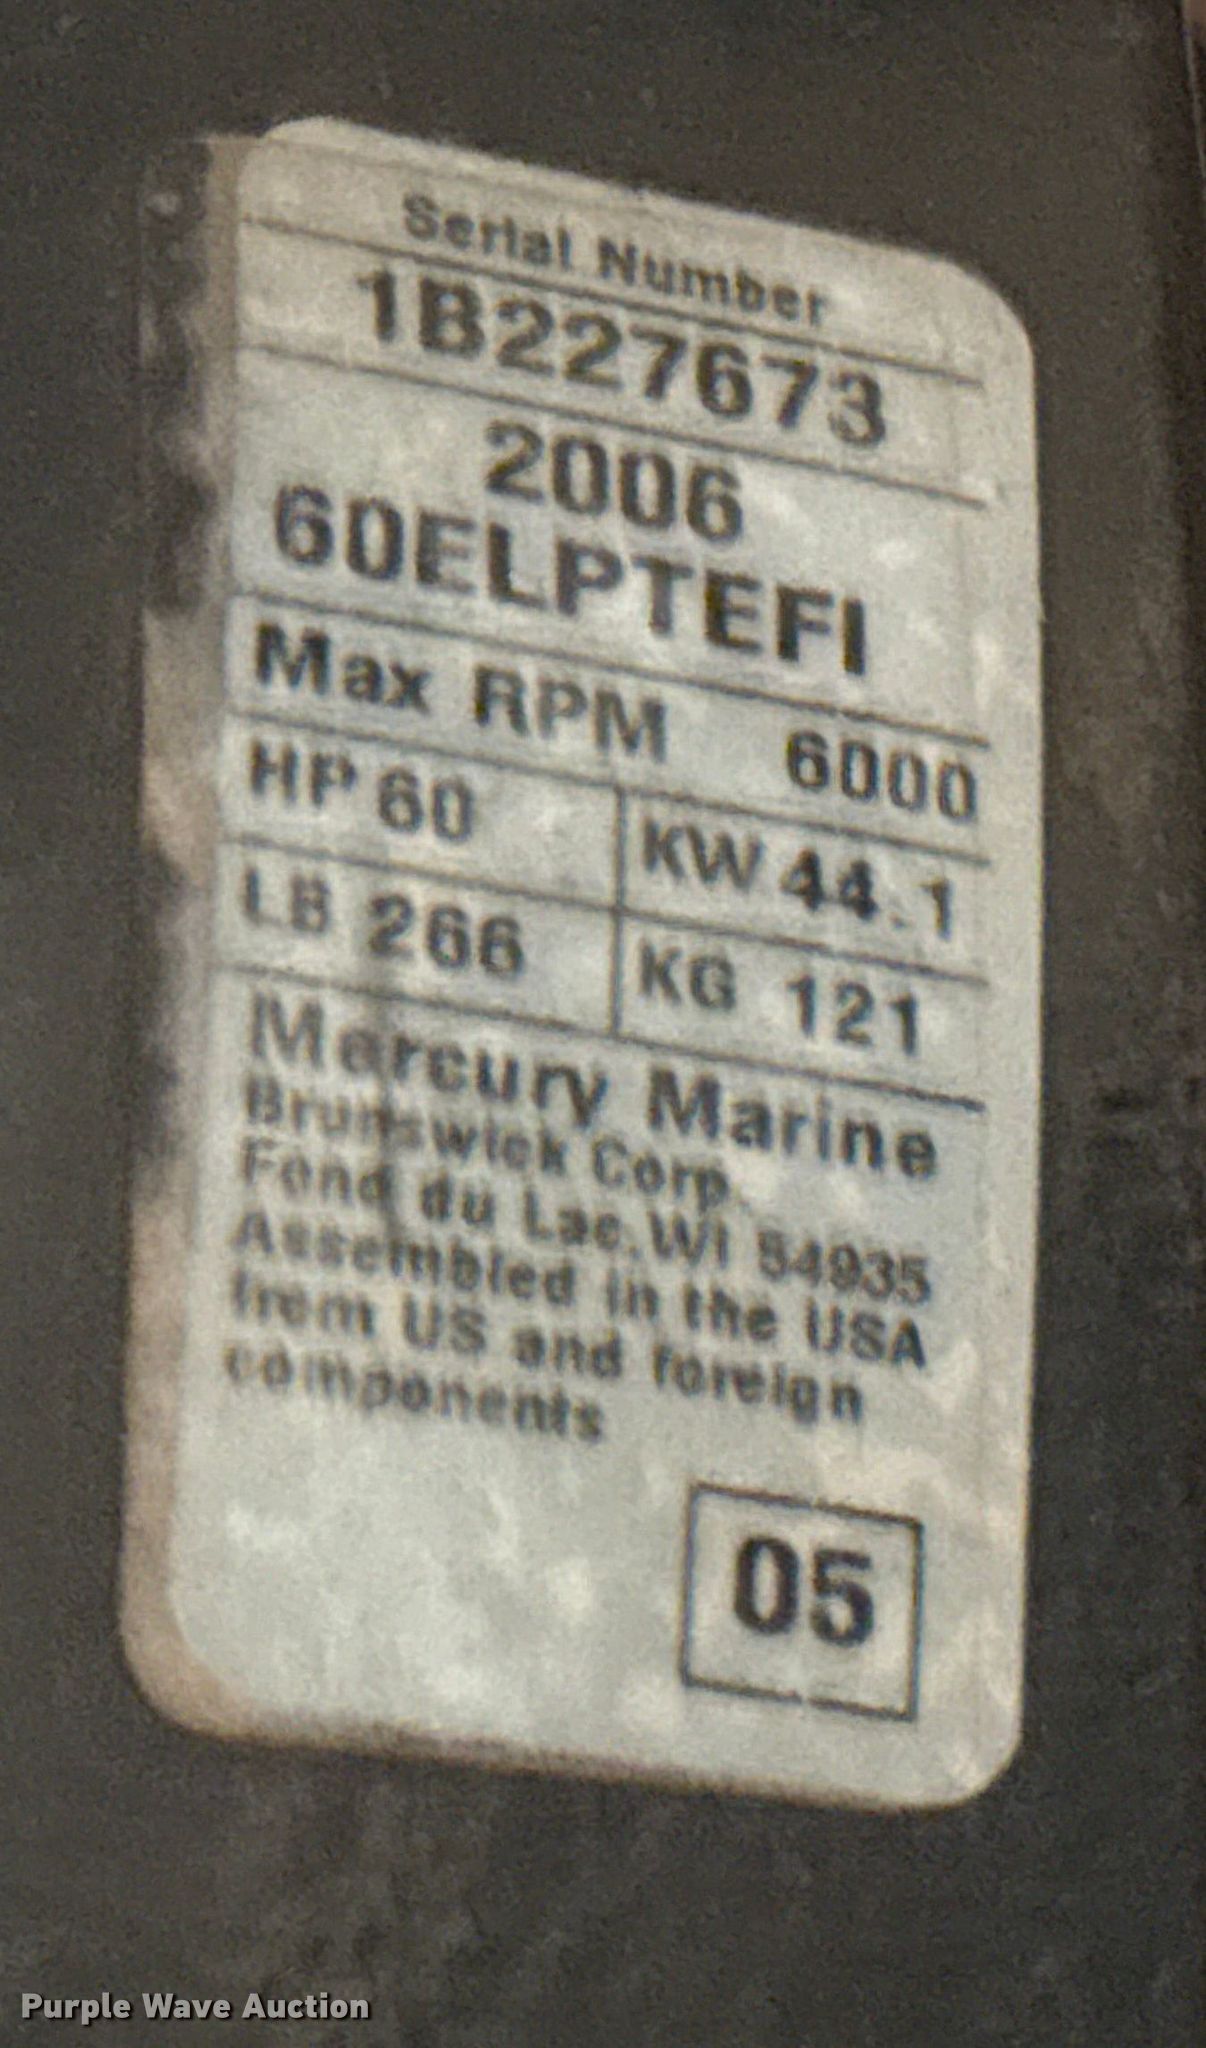 Serial Number
1B227673
2006
60ELPTEFI
Max RPM 6000
HP 60 KW 44.1
LB 266 KG 121
Mercury Marine
Brunswick Corp.
Fond du Lac, WI 54935
Assembled in the USA
from US and foreign
components
05
Purple Wave Auction